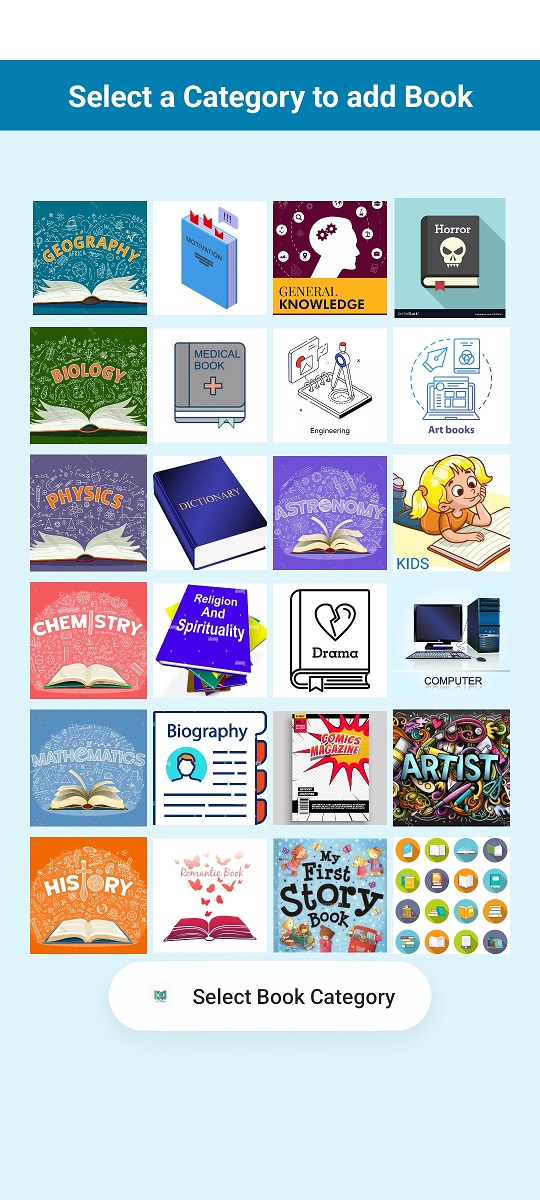 Select a Category to add Book
GEOGRAPHY
AFRICA
!!!
MOTIVATION
GENERAL
KNOWLEDGE
Horror
BIOLOGY
MEDICAL
BOOK
Engineering
Art books
PHYSICS
DICTIONARY
ASTRONOMY
KIDS
CHEMISTRY
Religion
And
Spirituality
Drama
COMPUTER
MATHEMATICS
Biography
COMICS
MAGAZINE
ARTIST
HISTORY
Romantic Book
My
First
Story
Book
Select Book Category